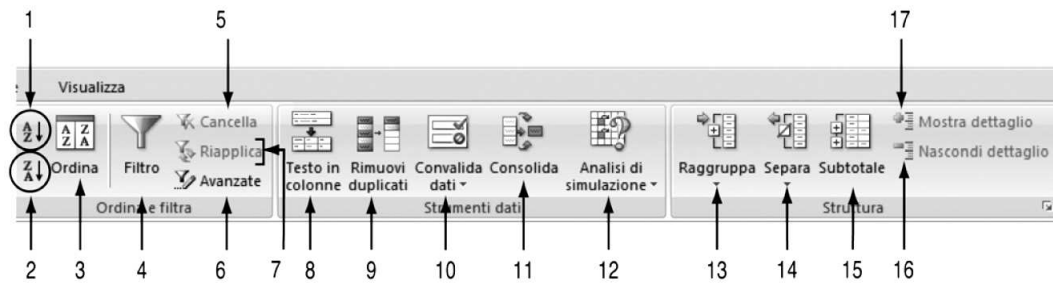 1 5 17
e Visualizza
A Z Cancella Mostra dettaglio
Z A Ordina Filtro Riapplica Avanzate Nascondi dettaglio
Testo in colonne Rimuovi duplicati Convalida dati Consolida Analisi di simulazione Raggruppa Separa Subtotale
Ordina e filtra Strumenti dati Struttura
2 3 4 6 7 8 9 10 11 12 13 14 15 16